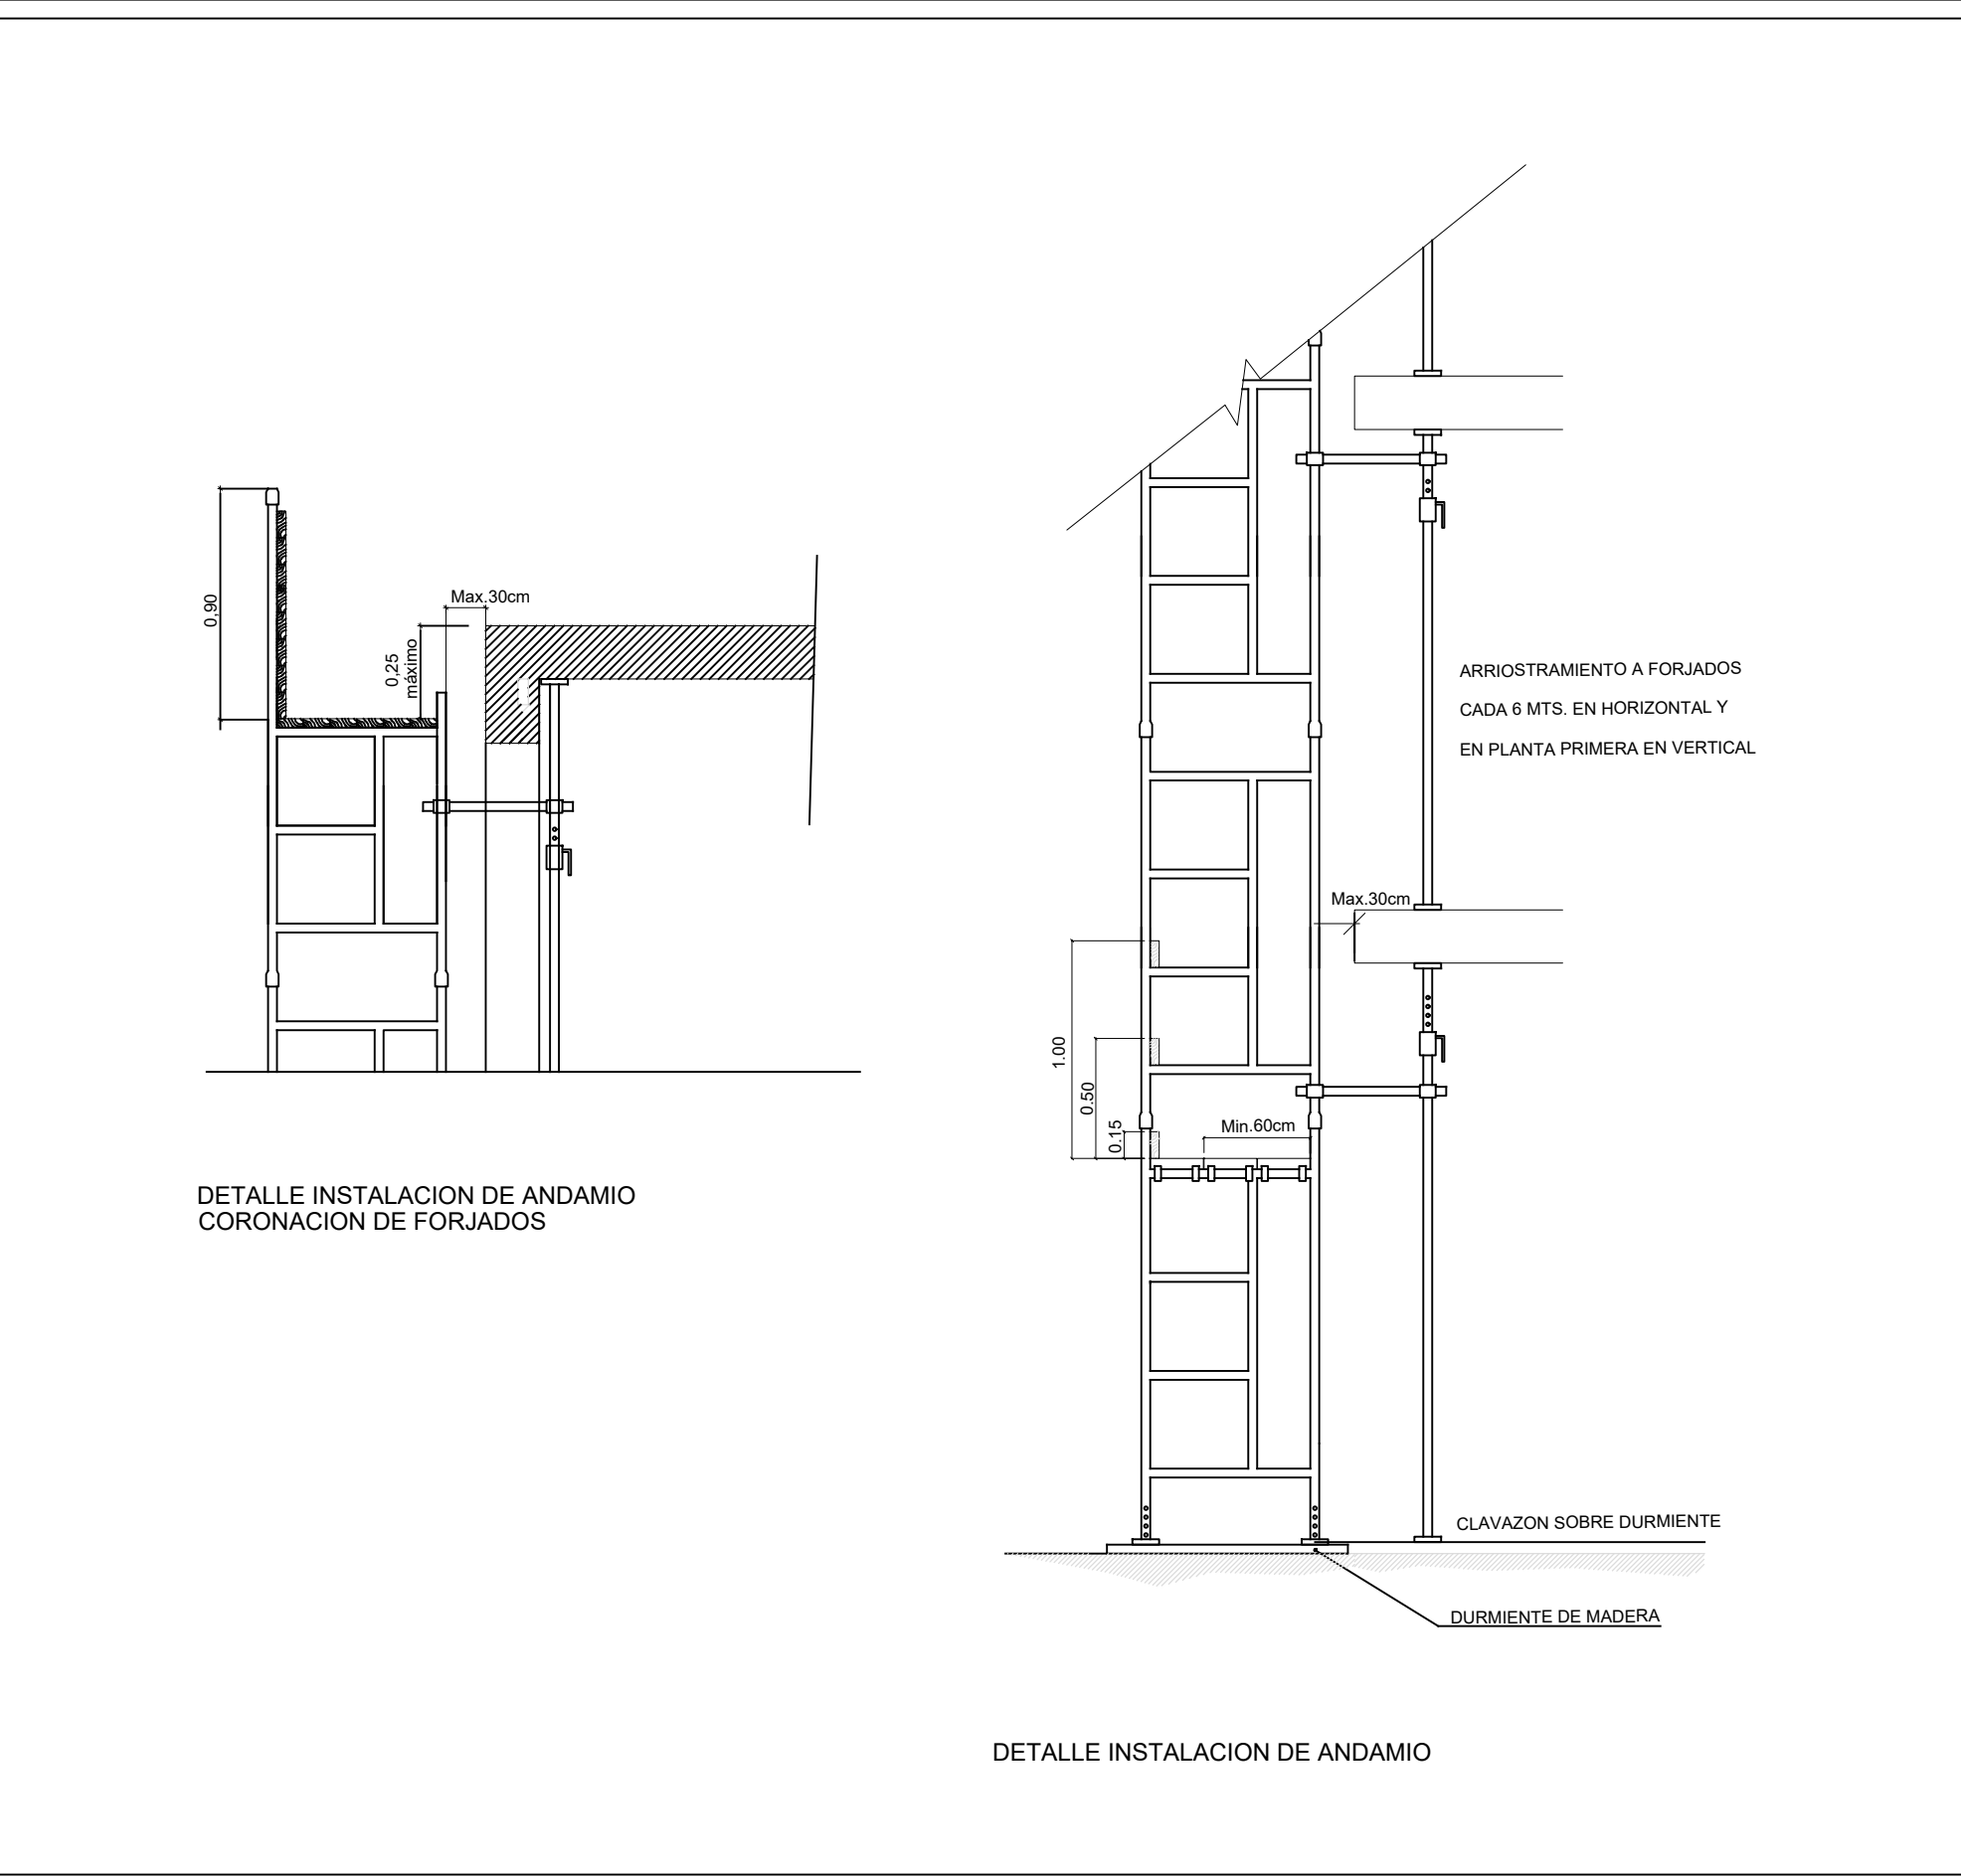 0,90
Max.30cm
0,25
máximo
DETALLE INSTALACION DE ANDAMIO
CORONACION DE FORJADOS
ARRIOSTRAMIENTO A FORJADOS
CADA 6 MTS. EN HORIZONTAL Y
EN PLANTA PRIMERA EN VERTICAL
Max.30cm
1.00
0.50
0.15
Min.60cm
CLAVAZON SOBRE DURMIENTE
DURMIENTE DE MADERA
DETALLE INSTALACION DE ANDAMIO